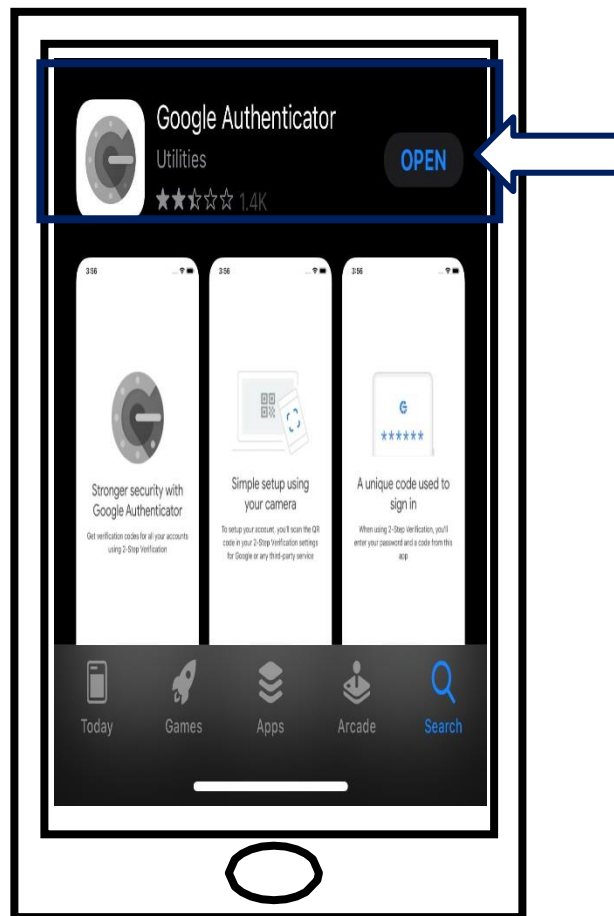 Google Authenticator
Utilities
OPEN
1.4K
3:56
3:56
3:56
Stronger security with
Google Authenticator
Get verification codes for all your accounts
using 2-Step Verification
Simple setup using
your camera
To setup your account, you'll scan the QR
code in your 2-Step Verification settings
for Google or any third-party service
G
******
A unique code used to
sign in
When using 2-Step Verification, you'll
enter your password and a code from this
app
Today
Games
Apps
Arcade
Search